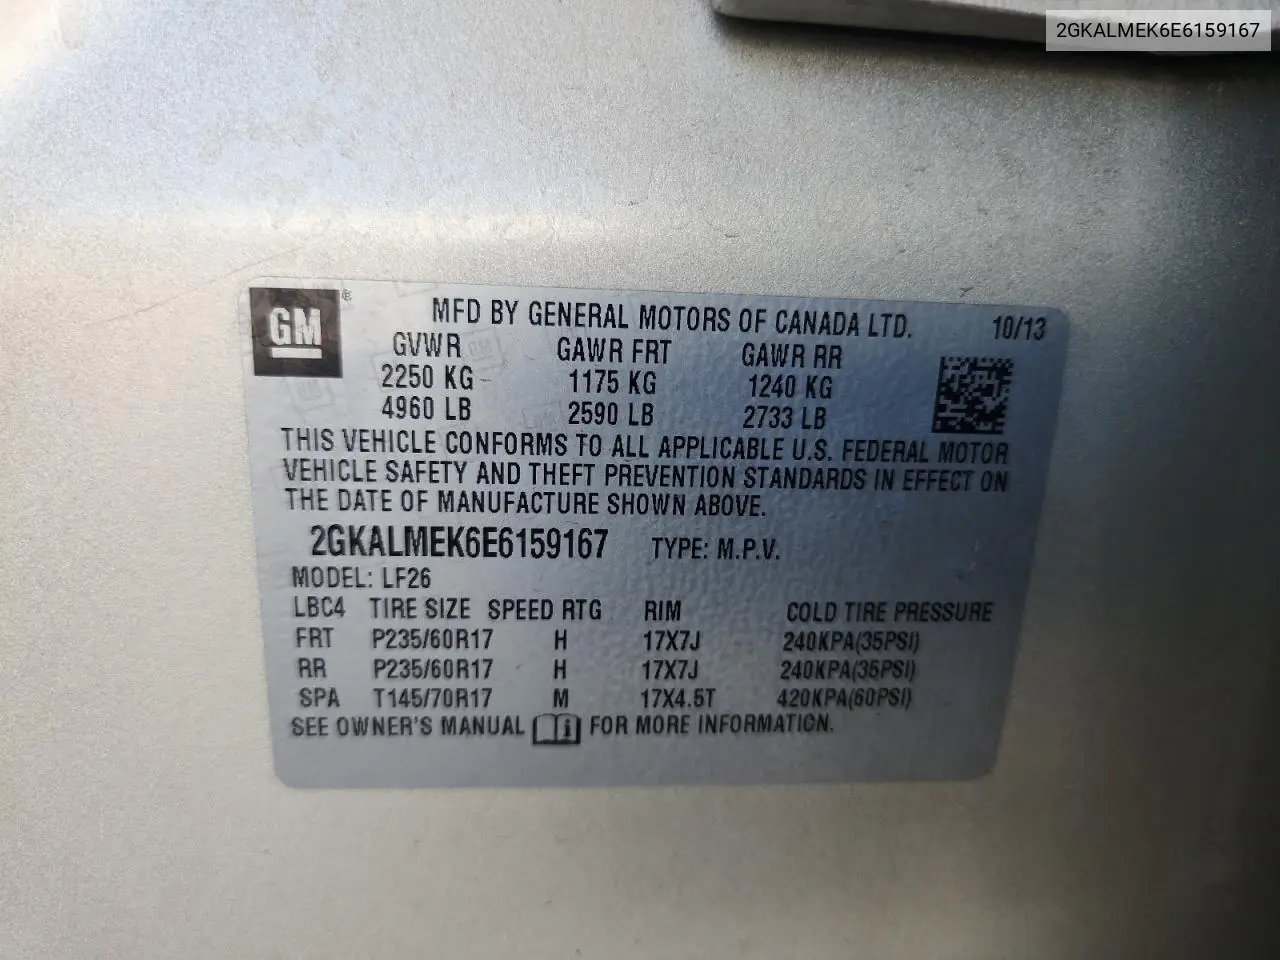 2GKALMEK6E6159167
GM ®
MFD BY GENERAL MOTORS OF CANADA LTD. 10/13
GVWR GAWR FRT GAWR RR
2250 KG 1175 KG 1240 KG
4960 LB 2590 LB 2733 LB
THIS VEHICLE CONFORMS TO ALL APPLICABLE U.S. FEDERAL MOTOR
VEHICLE SAFETY AND THEFT PREVENTION STANDARDS IN EFFECT ON
THE DATE OF MANUFACTURE SHOWN ABOVE.
2GKALMEK6E6159167 TYPE: M.P.V.
MODEL: LF26
LBC4 TIRE SIZE SPEED RTG RIM COLD TIRE PRESSURE
FRT P235/60R17 H 17X7J 240KPA(35PSI)
RR P235/60R17 H 17X7J 240KPA(35PSI)
SPA T145/70R17 M 17X4.5T 420KPA(60PSI)
SEE OWNER'S MANUAL i FOR MORE INFORMATION.